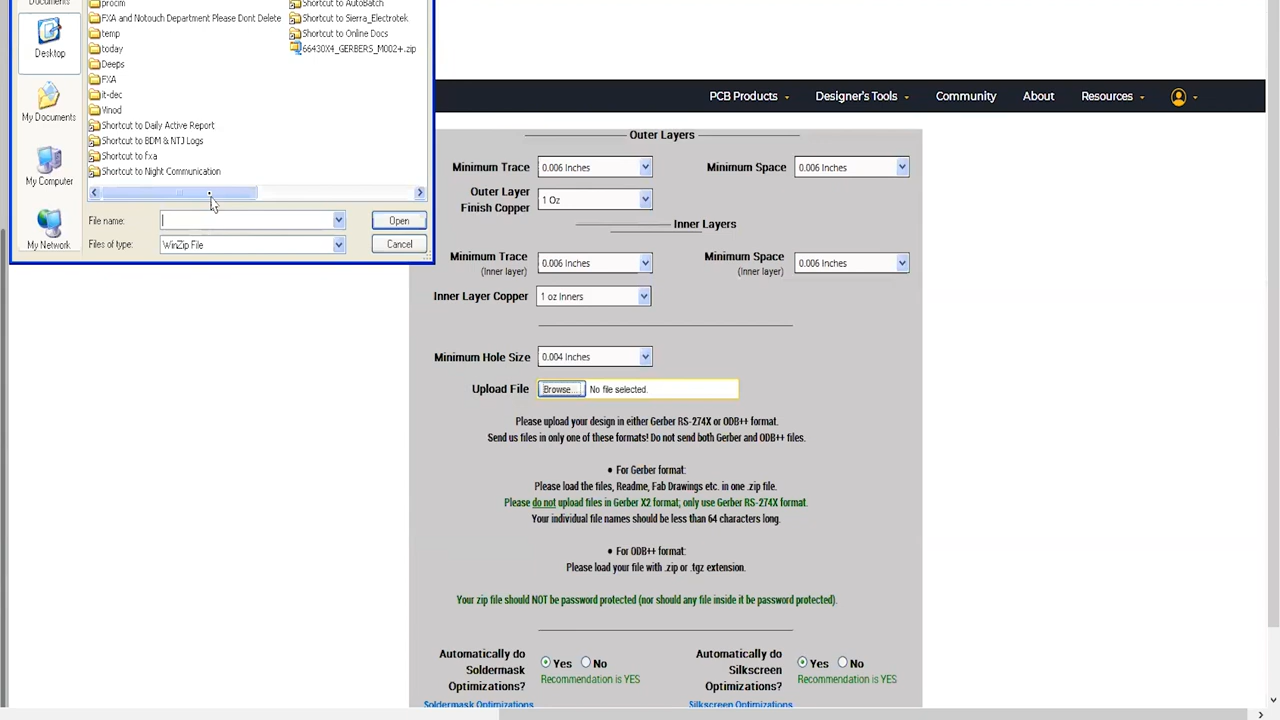 Documents
Desktop
My Documents
My Computer
My Network
procim
FXA and Notouch Department Please Dont Delete
temp
today
Deeps
FXA
it-dec
Vinod
Shortcut to Daily Active Report
Shortcut to BDM & NTJ Logs
Shortcut to fxa
Shortcut to Night Communication
Shortcut to AutoBatch
Shortcut to Sierra_Electrotek
Shortcut to Online Docs
66430X4_GERBERS_M002+.zip
File name:
Open
Files of type: WinZip File
Cancel
PCB Products Designer's Tools Community About Resources
Outer Layers
Minimum Trace 0.006 Inches Minimum Space 0.006 Inches
Outer Layer
Finish Copper 1 Oz
Inner Layers
Minimum Trace 0.006 Inches Minimum Space 0.006 Inches
(Inner layer) (Inner layer)
Inner Layer Copper 1 oz Inners
Minimum Hole Size 0.004 Inches
Upload File Browse... No file selected.
Please upload your design in either Gerber RS-274X or ODB++ format.
Send us files in only one of these formats! Do not send both Gerber and ODB++ files.
• For Gerber format:
Please load the files, Readme, Fab Drawings etc. in one .zip file.
Please do not upload files in Gerber X2 format; only use Gerber RS-274X format.
Your individual file names should be less than 64 characters long.
• For ODB++ format:
Please load your file with .zip or .tgz extension.
Your zip file should NOT be password protected (nor should any file inside it be password protected).
Automatically do
Soldermask
Optimizations?
Yes No
Recommendation is YES
Soldermask Optimizations
Automatically do
Silkscreen
Optimizations?
Yes No
Recommendation is YES
Silkscreen Optimizations